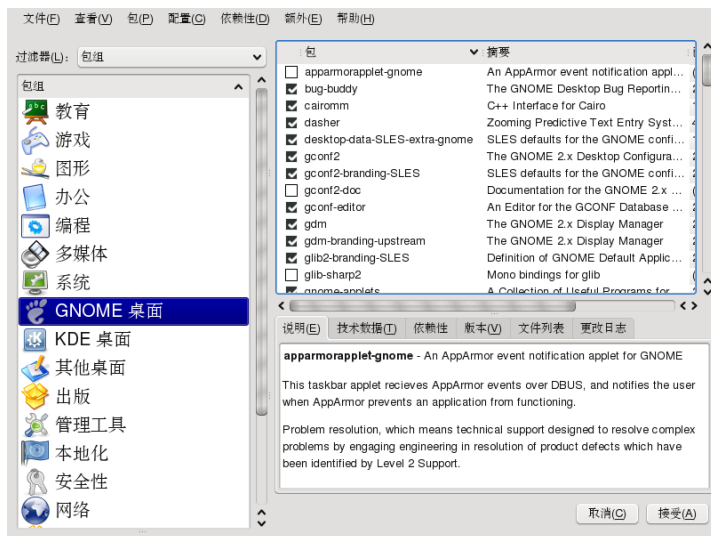 文件(F) 查看(V) 包(P) 配置(C) 依赖性(D) 额外(E) 帮助(H)
过滤器(L): 包组
包组
教育
游戏
图形
办公
编程
多媒体
系统
GNOME 桌面
KDE 桌面
其他桌面
出版
管理工具
本地化
安全性
网络
包 摘要
apparmorapplet-gnome An AppArmor event notification appl...
bug-buddy The GNOME Desktop Bug Reportin...
cairomm C++ Interface for Cairo
dasher Zooming Predictive Text Entry Syst...
desktop-data-SLES-extra-gnome SLES defaults for the GNOME confi...
gconf2 The GNOME 2.x Desktop Configura...
gconf2-branding-SLES SLES defaults for the GNOME confi...
gconf2-doc Documentation for the GNOME 2.x ...
gconf-editor An Editor for the GCONF Database ...
gdm The GNOME 2.x Display Manager
gdm-branding-upstream The GNOME 2.x Display Manager
glib2-branding-SLES Definition of GNOME Default Applic...
glib-sharp2 Mono bindings for glib
gnome-applets A Collection of Useful Programs for
说明(E) 技术数据(T) 依赖性 版本(V) 文件列表 更改日志
apparmorapplet-gnome - An AppArmor event notification applet for GNOME
This taskbar applet recieves AppArmor events over DBUS, and notifies the user
when AppArmor prevents an application from functioning.
Problem resolution, which means technical support designed to resolve complex
problems by engaging engineering in resolution of product defects which have
been identified by Level 2 Support.
取消(C) 接受(A)